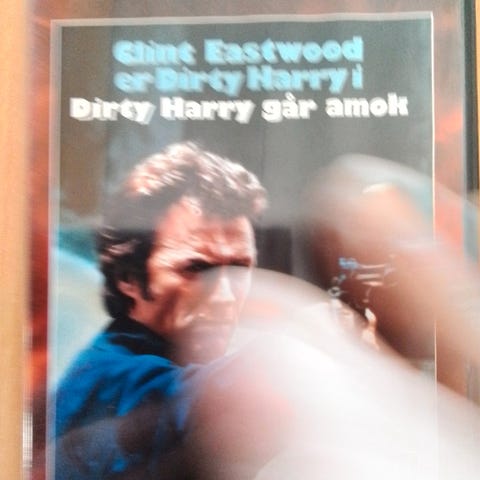 Clint Eastwood
er Dirty Harry i
Dirty Harry går amok